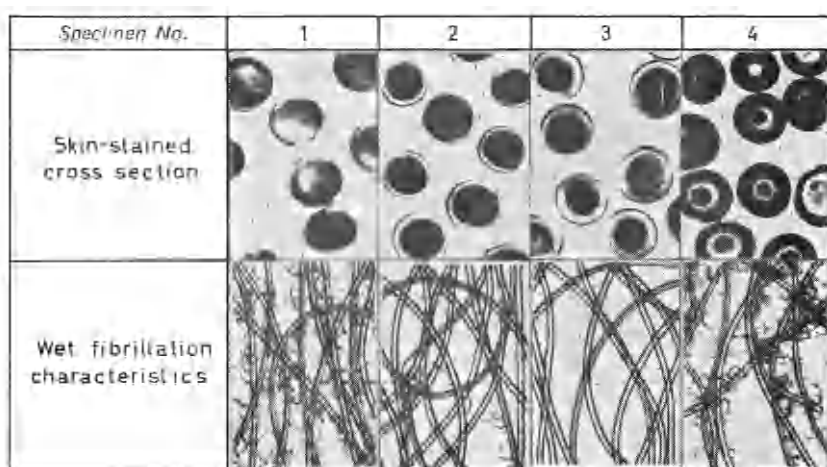 Specimen No. 1 2 3 4
Skin-stained
cross section
Wet fibrillation
characteristics